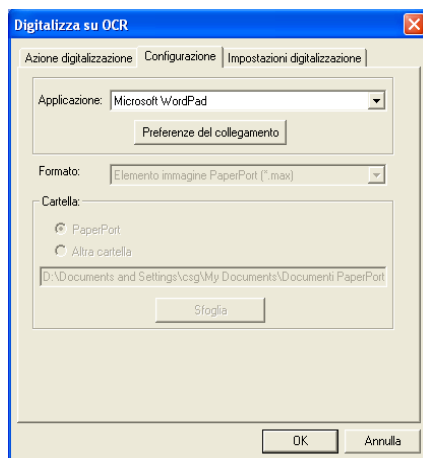 Digitalizza su OCR
Azione digitalizzazione Configurazione Impostazioni digitalizzazione
Applicazione: Microsoft WordPad
Preferenze del collegamento
Formato: Elemento immagine PaperPort (*.max)
Cartella:
PaperPort
Altra cartella
D:\Documents and Settings\csg\My Documents\Documenti PaperPort
Sfoglia
OK Annulla